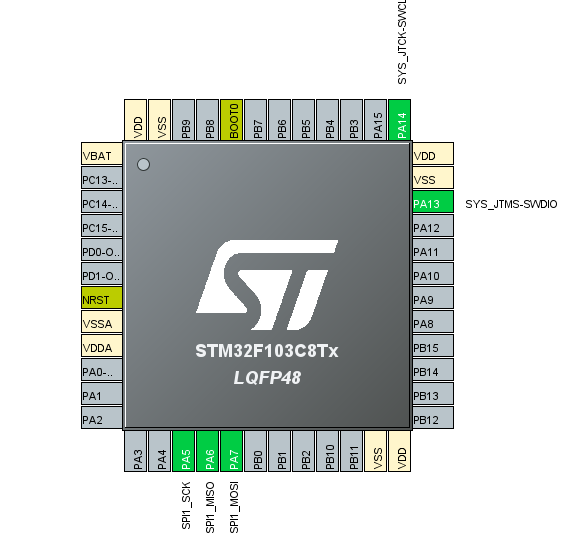 SYS_JTCK-SWCL
VDD
VSS
PB9
PB8
BOOT0
PB7
PB6
PB5
PB4
PB3
PA15
PA14
VBAT
PC13-..
PC14-..
PC15-..
PD0-O..
PD1-O..
NRST
VSSA
VDDA
PA0-..
PA1
PA2
VDD
VSS
PA13 SYS_JTMS-SWDIO
PA12
PA11
PA10
PA9
PA8
PB15
PB14
PB13
PB12
ST
STM32F103C8Tx
LQFP48
PA3
PA4
PA5
PA6
PA7
PB0
PB1
PB2
PB10
PB11
VSS
VDD
SPI1_SCK
SPI1_MISO
SPI1_MOSI